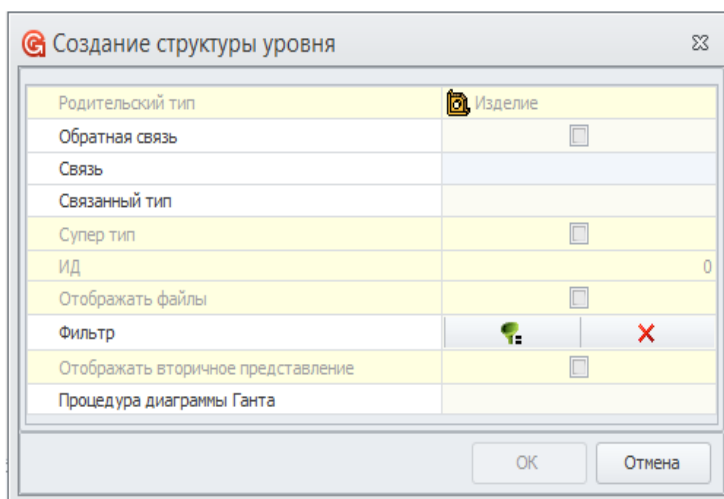 Создание структуры уровня
Родительский тип Изделие
Обратная связь
Связь
Связанный тип
Супер тип
ИД 0
Отображать файлы
Фильтр
Отображать вторичное представление
Процедура диаграммы Ганта
OK Отмена